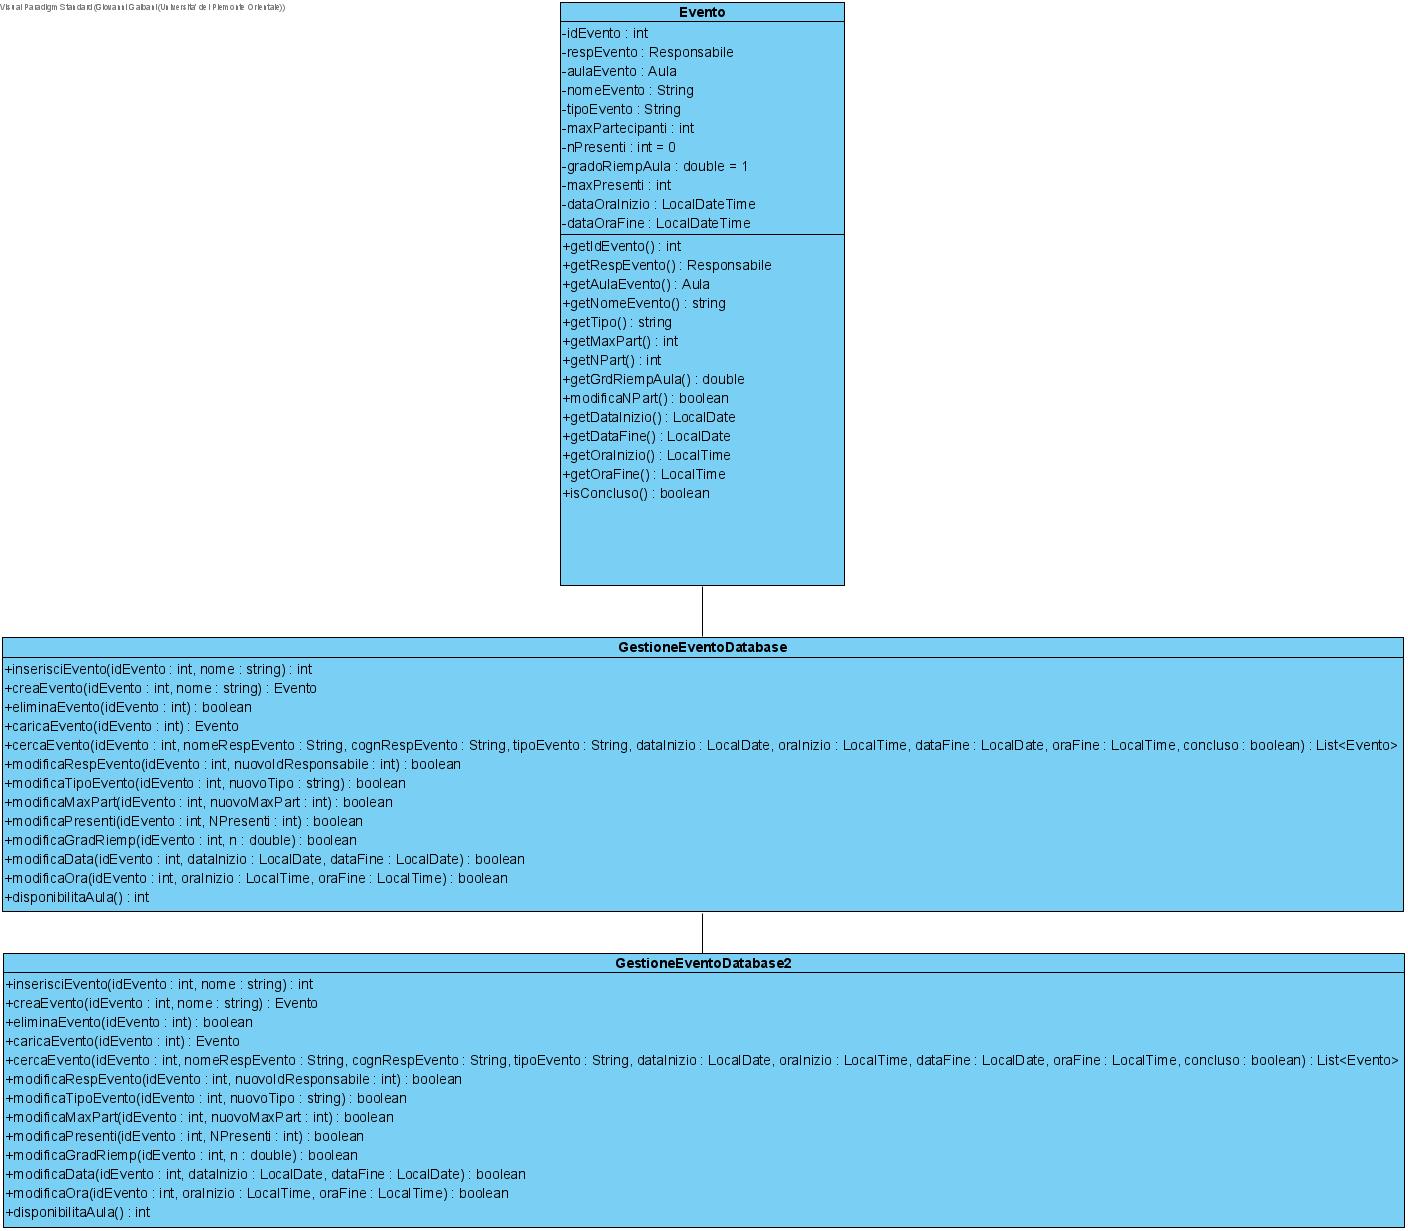 Visual Paradigm Standard(Giovanni Galbani(Universita' del Piemonte Orientale))
Evento
-idEvento : int
-respEvento : Responsabile
-aulaEvento : Aula
-nomeEvento : String
-tipoEvento : String
-maxPartecipanti : int
-nPresenti : int = 0
-gradoRiempAula : double = 1
-maxPresenti : int
-dataOraInizio : LocalDateTime
-dataOraFine : LocalDateTime
+getIdEvento() : int
+getRespEvento() : Responsabile
+getAulaEvento() : Aula
+getNomeEvento() : string
+getTipo() : string
+getMaxPart() : int
+getNPart() : int
+getGrdRiempAula() : double
+modificaNPart() : boolean
+getDataInizio() : LocalDate
+getDataFine() : LocalDate
+getOraInizio() : LocalTime
+getOraFine() : LocalTime
+isConcluso() : boolean
GestioneEventoDatabase
+inserisciEvento(idEvento : int, nome : string) : int
+creaEvento(idEvento : int, nome : string) : Evento
+eliminaEvento(idEvento : int) : boolean
+caricaEvento(idEvento : int) : Evento
+cercaEvento(idEvento : int, nomeRespEvento : String, cognRespEvento : String, tipoEvento : String, dataInizio : LocalDate, oraInizio : LocalTime, dataFine : LocalDate, oraFine : LocalTime, concluso : boolean) : List<Evento>
+modificaRespEvento(idEvento : int, nuovoIdResponsabile : int) : boolean
+modificaTipoEvento(idEvento : int, nuovoTipo : string) : boolean
+modificaMaxPart(idEvento : int, nuovoMaxPart : int) : boolean
+modificaPresenti(idEvento : int, NPresenti : int) : boolean
+modificaGradRiemp(idEvento : int, n : double) : boolean
+modificaData(idEvento : int, dataInizio : LocalDate, dataFine : LocalDate) : boolean
+modificaOra(idEvento : int, oraInizio : LocalTime, oraFine : LocalTime) : boolean
+disponibilitaAula() : int
GestioneEventoDatabase2
+inserisciEvento(idEvento : int, nome : string) : int
+creaEvento(idEvento : int, nome : string) : Evento
+eliminaEvento(idEvento : int) : boolean
+caricaEvento(idEvento : int) : Evento
+cercaEvento(idEvento : int, nomeRespEvento : String, cognRespEvento : String, tipoEvento : String, dataInizio : LocalDate, oraInizio : LocalTime, dataFine : LocalDate, oraFine : LocalTime, concluso : boolean) : List<Evento>
+modificaRespEvento(idEvento : int, nuovoIdResponsabile : int) : boolean
+modificaTipoEvento(idEvento : int, nuovoTipo : string) : boolean
+modificaMaxPart(idEvento : int, nuovoMaxPart : int) : boolean
+modificaPresenti(idEvento : int, NPresenti : int) : boolean
+modificaGradRiemp(idEvento : int, n : double) : boolean
+modificaData(idEvento : int, dataInizio : LocalDate, dataFine : LocalDate) : boolean
+modificaOra(idEvento : int, oraInizio : LocalTime, oraFine : LocalTime) : boolean
+disponibilitaAula() : int